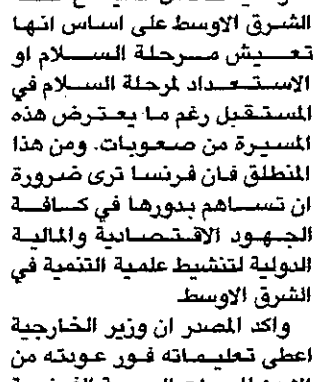 الشرق الاوسط على اساس انها
تعيش مرحلة السلام او
الاستعداد لمرحلة السلام في
المستقبل رغم ما يعترض هذه
المسيرة من صعوبات. ومن هذا
المنطلق فان فرنسا ترى ضرورة
ان تساهم بدورها في كافة
الجهود الاقتصادية والمالية
الدولية لتنشيط علمية التنمية في
الشرق الاوسط
واكد المصدر ان وزير الخارجية
اعطى تعليماته فور عودته من